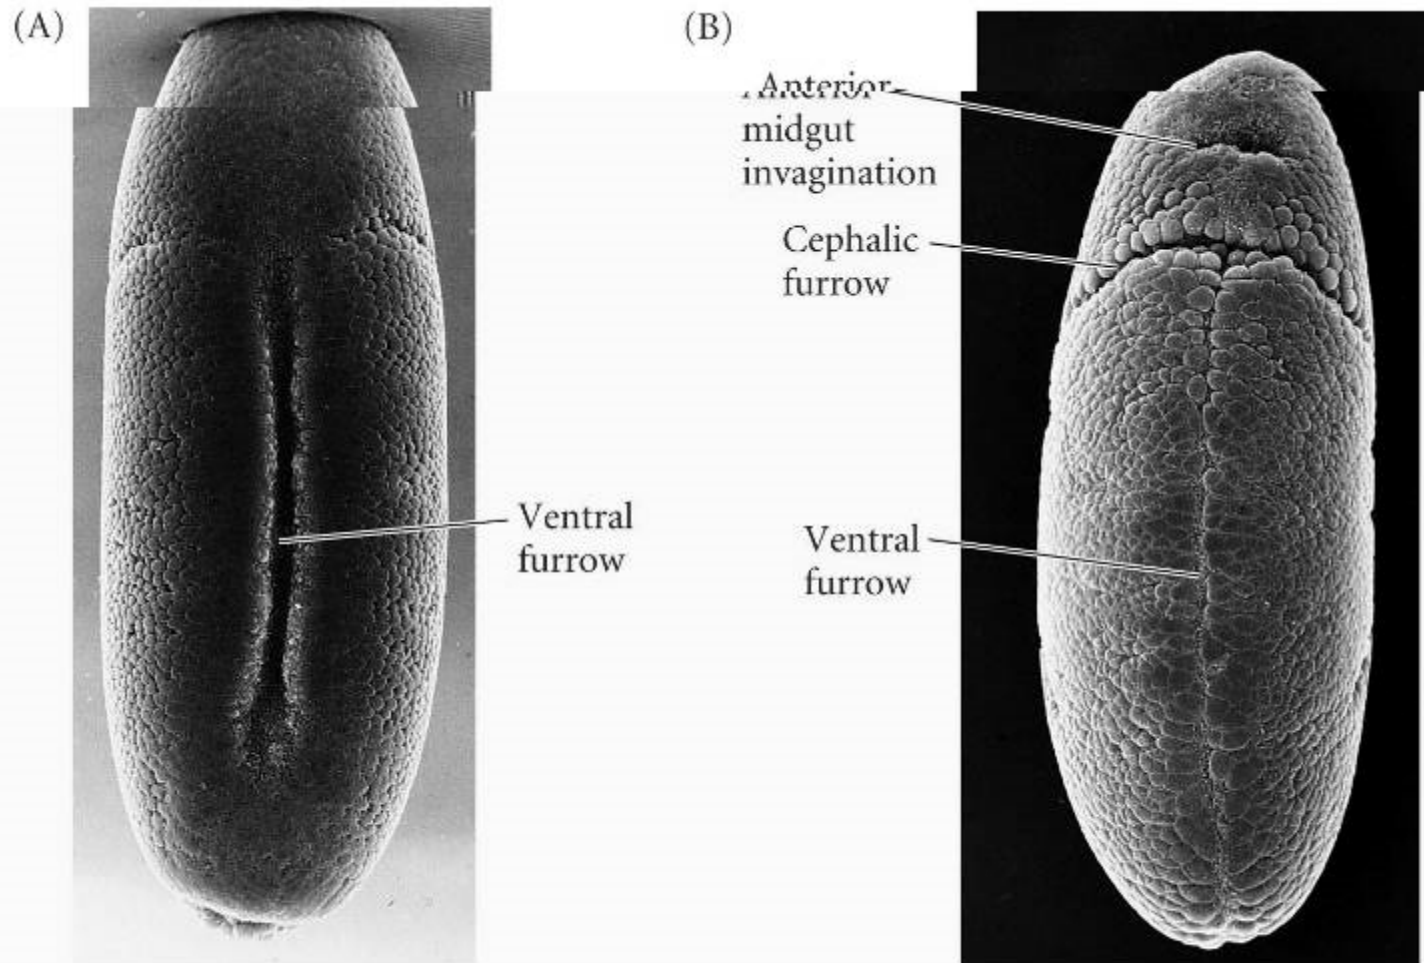 (A)
(B)
Anterior
midgut
invagination
Cephalic
furrow
Ventral
furrow
Ventral
furrow